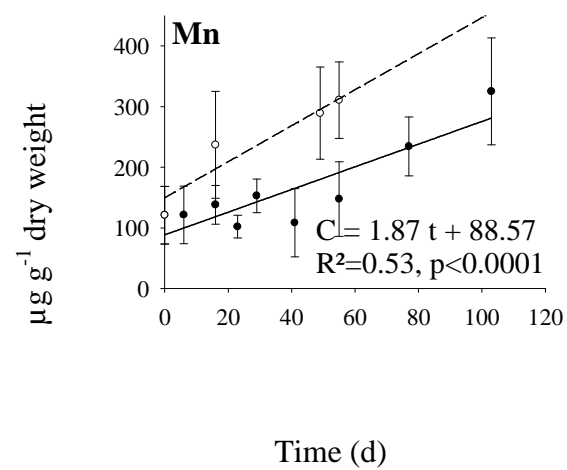 Mn
400
300
200
100
0
µg g⁻¹ dry weight
C = 1.87 t + 88.57
R²=0.53, p<0.0001
0 20 40 60 80 100 120
Time (d)